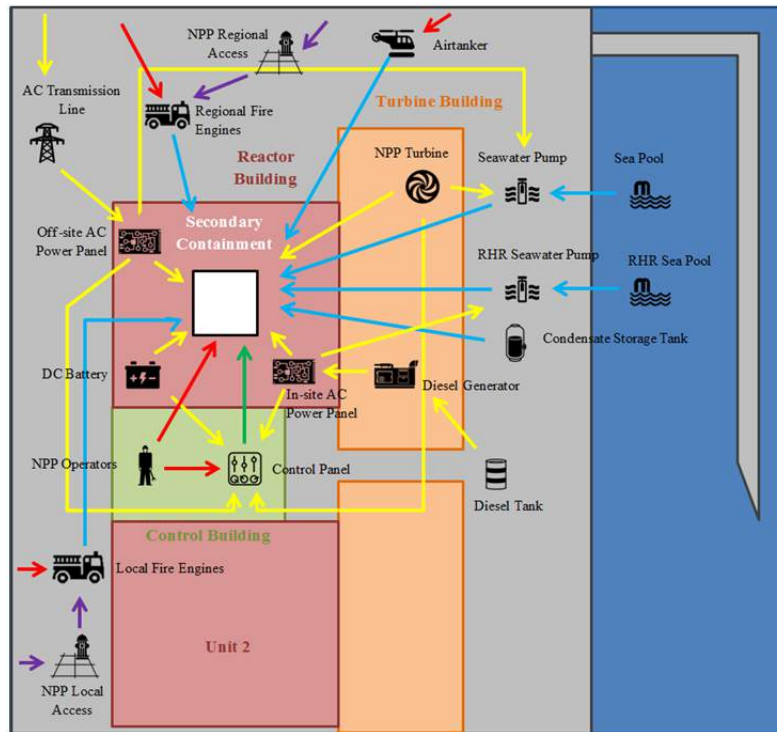 NPP Regional
Access
Airtanker
AC Transmission
Line
Regional Fire
Engines
Turbine Building
Reactor
Building
NPP Turbine
Seawater Pump
Sea Pool
Off-site AC
Power Panel
Secondary
Containment
RHR Seawater Pump
RHR Sea Pool
Condensate Storage Tank
DC Battery
In-site AC
Power Panel
Diesel Generator
NPP Operators
Control Panel
Diesel Tank
Control Building
Local Fire Engines
Unit 2
NPP Local
Access